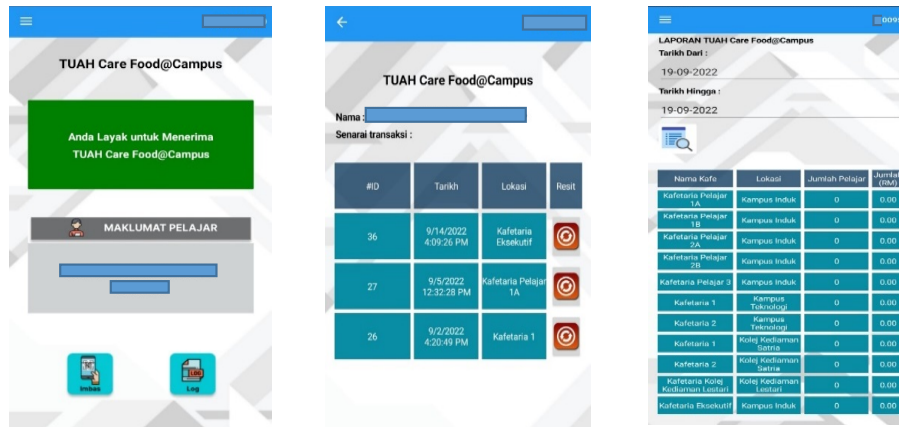 TUAH Care Food@Campus
Anda Layak untuk Menerima
TUAH Care Food@Campus
MAKLUMAT PELAJAR
Imbas
Log
TUAH Care Food@Campus
Nama :
Senarai transaksi :
#ID Tarikh Lokasi Resit
36 9/14/2022 4:09:26 PM Kafetaria Eksekutif
27 9/5/2022 12:32:28 PM Kafetaria Pelajar 1A
26 9/2/2022 4:20:49 PM Kafetaria 1
LAPORAN TUAH Care Food@Campus
Tarikh Dari :
19-09-2022
Tarikh Hingga :
19-09-2022
Nama Kafe Lokasi Jumlah Pelajar Jumlah (RM)
Kafetaria Pelajar 1A Kampus Induk 0 0.00
Kafetaria Pelajar 1B Kampus Induk 0 0.00
Kafetaria Pelajar 2A Kampus Induk 0 0.00
Kafetaria Pelajar 2B Kampus Induk 0 0.00
Kafetaria Pelajar 3 Kampus Induk 0 0.00
Kafetaria 1 Kampus Teknologi 0 0.00
Kafetaria 2 Kampus Teknologi 0 0.00
Kafetaria 1 Kolej Kediaman Satria 0 0.00
Kafetaria 2 Kolej Kediaman Satria 0 0.00
Kafetaria Kolej Kediaman Lestari Kolej Kediaman Lestari 0 0.00
Kafetaria Eksekutif Kampus Induk 0 0.00